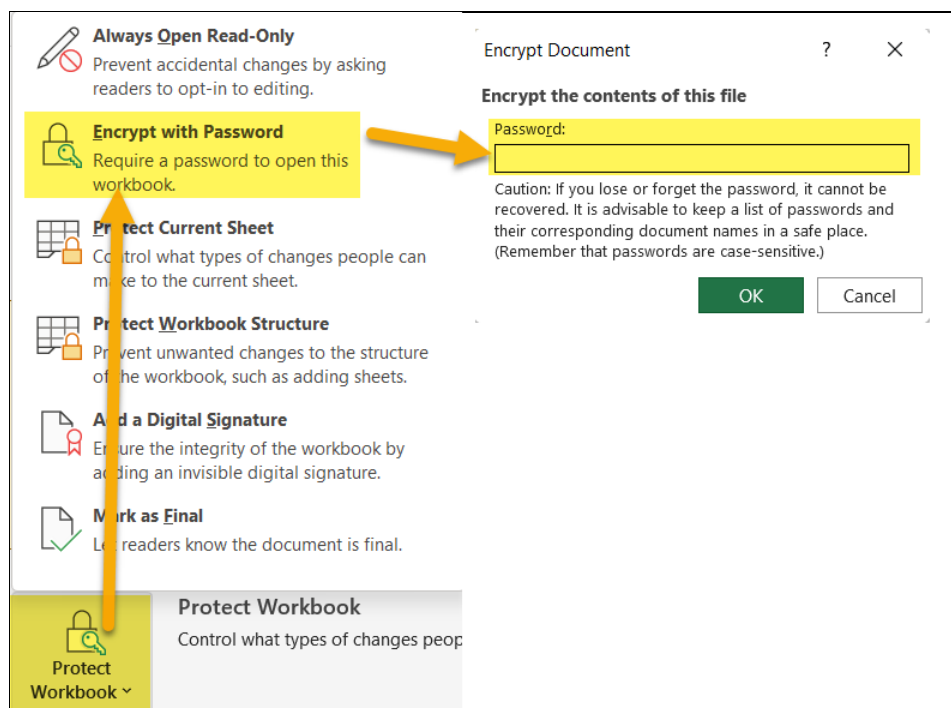 Always Open Read-Only
Prevent accidental changes by asking
readers to opt-in to editing.
Encrypt with Password
Require a password to open this
workbook.
Protect Current Sheet
Control what types of changes people can
make to the current sheet.
Protect Workbook Structure
Prevent unwanted changes to the structure
of the workbook, such as adding sheets.
Add a Digital Signature
Ensure the integrity of the workbook by
adding an invisible digital signature.
Mark as Final
Let readers know the document is final.
Protect
Workbook
Protect Workbook
Control what types of changes peop
Encrypt Document
?
Encrypt the contents of this file
Password:
Caution: If you lose or forget the password, it cannot be
recovered. It is advisable to keep a list of passwords and
their corresponding document names in a safe place.
(Remember that passwords are case-sensitive.)
OK
Cancel